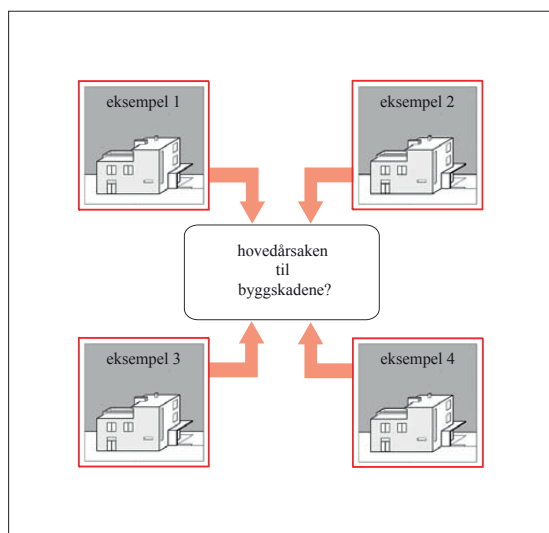 eksempel 1
eksempel 2
hovedårsaken
til
byggskadene?
eksempel 3
eksempel 4